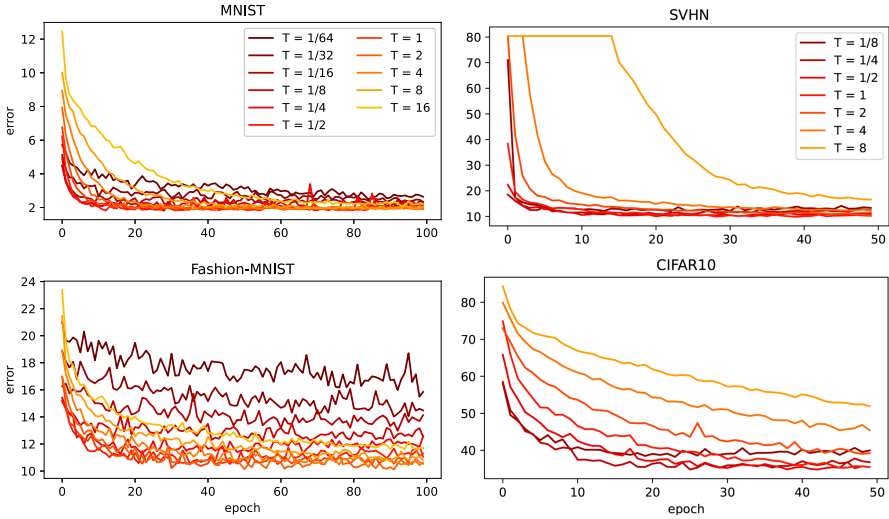 MNIST
12
10
8
6
4
2
error
0
20
40
60
80
100
T = 1/64
T = 1/32
T = 1/16
T = 1/8
T = 1/4
T = 1/2
T = 1
T = 2
T = 4
T = 8
T = 16
SVHN
80
70
60
50
40
30
20
10
0
10
20
30
40
50
T = 1/8
T = 1/4
T = 1/2
T = 1
T = 2
T = 4
T = 8
Fashion-MNIST
24
22
20
18
16
14
12
10
error
0
20
40
60
80
100
epoch
CIFAR10
80
70
60
50
40
0
10
20
30
40
50
epoch